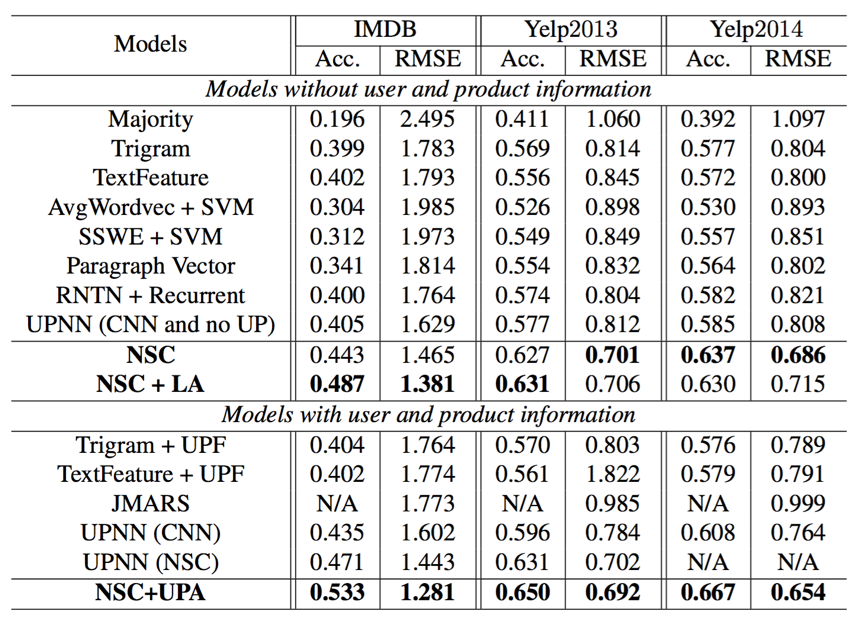 Models IMDB Yelp2013 Yelp2014
Acc. RMSE Acc. RMSE Acc. RMSE
Models without user and product information
Majority 0.196 2.495 0.411 1.060 0.392 1.097
Trigram 0.399 1.783 0.569 0.814 0.577 0.804
TextFeature 0.402 1.793 0.556 0.845 0.572 0.800
AvgWordvec + SVM 0.304 1.985 0.526 0.898 0.530 0.893
SSWE + SVM 0.312 1.973 0.549 0.849 0.557 0.851
Paragraph Vector 0.341 1.814 0.554 0.832 0.564 0.802
RNTN + Recurrent 0.400 1.764 0.574 0.804 0.582 0.821
UPNN (CNN and no UP) 0.405 1.629 0.577 0.812 0.585 0.808
NSC 0.443 1.465 0.627 0.701 0.637 0.686
NSC + LA 0.487 1.381 0.631 0.706 0.630 0.715
Models with user and product information
Trigram + UPF 0.404 1.764 0.570 0.803 0.576 0.789
TextFeature + UPF 0.402 1.774 0.561 1.822 0.579 0.791
JMARS N/A 1.773 N/A 0.985 N/A 0.999
UPNN (CNN) 0.435 1.602 0.596 0.784 0.608 0.764
UPNN (NSC) 0.471 1.443 0.631 0.702 N/A N/A
NSC+UPA 0.533 1.281 0.650 0.692 0.667 0.654